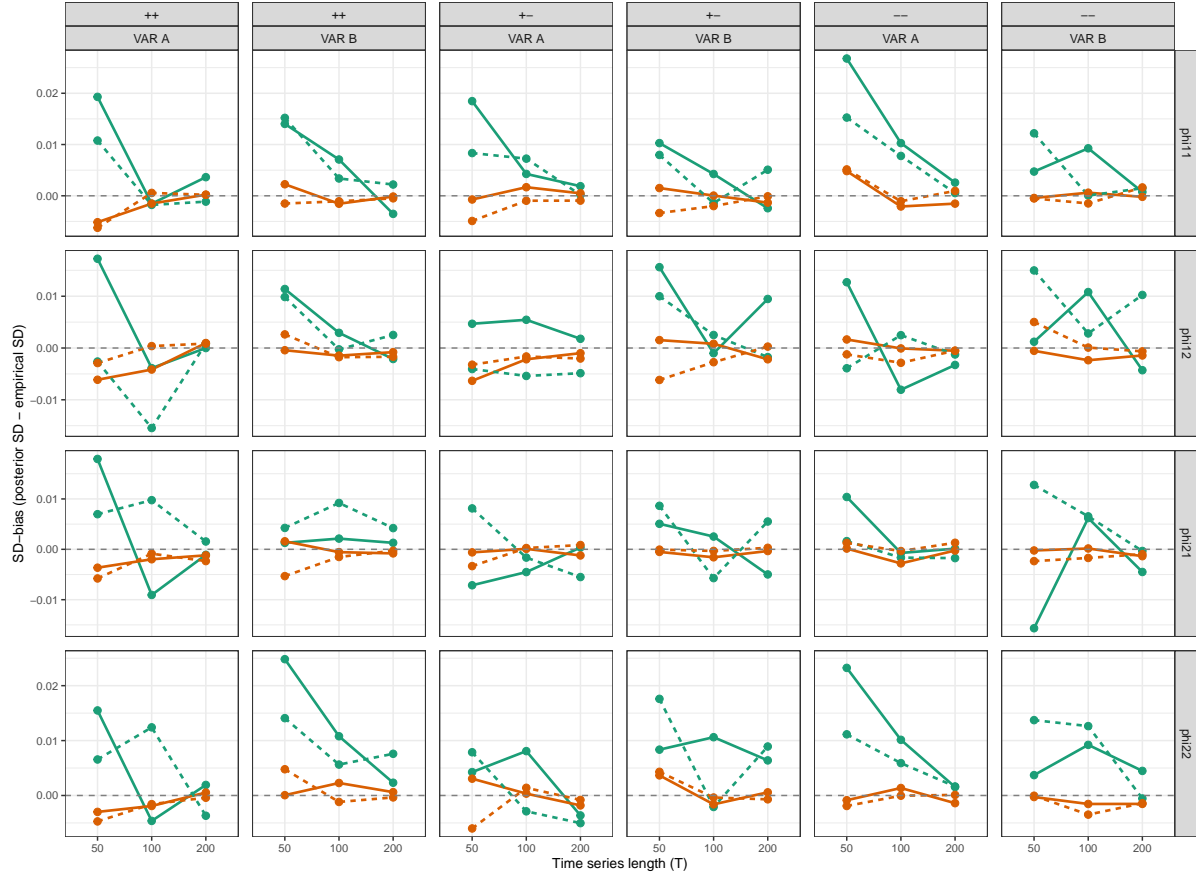 ++ ++ +− +− −− −−
VAR A VAR B VAR A VAR B VAR A VAR B
0.02
0.01
0.00
phi11
0.01
0.00
−0.01
phi12
0.01
0.00
−0.01
phi21
0.02
0.01
0.00
phi22
50 100 200 50 100 200 50 100 200 50 100 200 50 100 200 50 100 200
Time series length (T)
SD−bias (posterior SD − empirical SD)